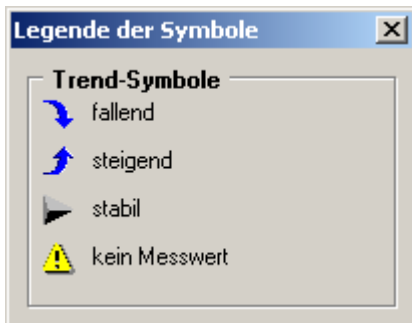 Legende der Symbole
Trend-Symbole
fallend
steigend
stabil
kein Messwert